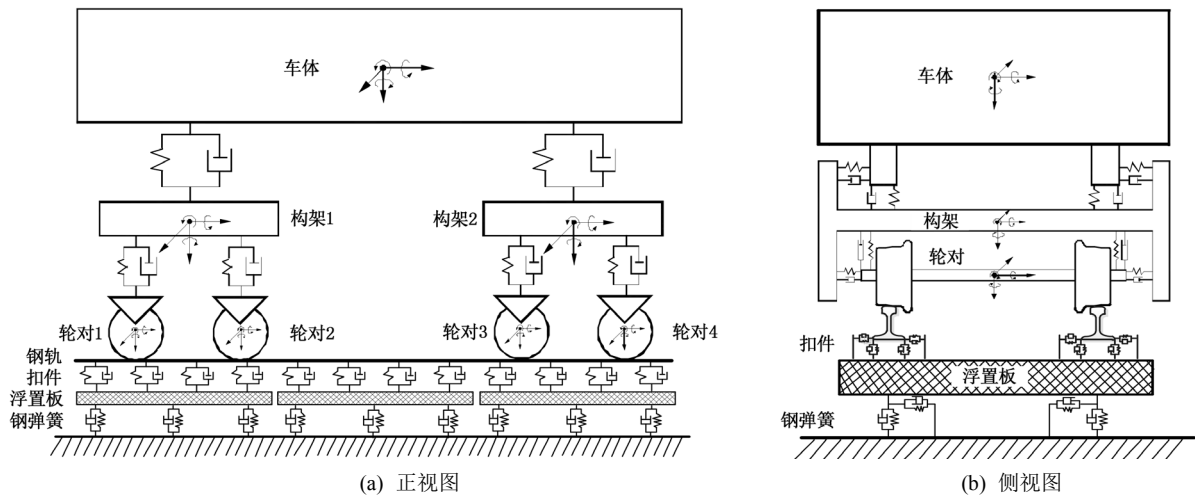 车体
构架1
构架2
轮对1
轮对2
轮对3
轮对4
钢轨
扣件
浮置板
钢弹簧
(a) 正视图
车体
构架
轮对
扣件
浮置板
钢弹簧
(b) 侧视图